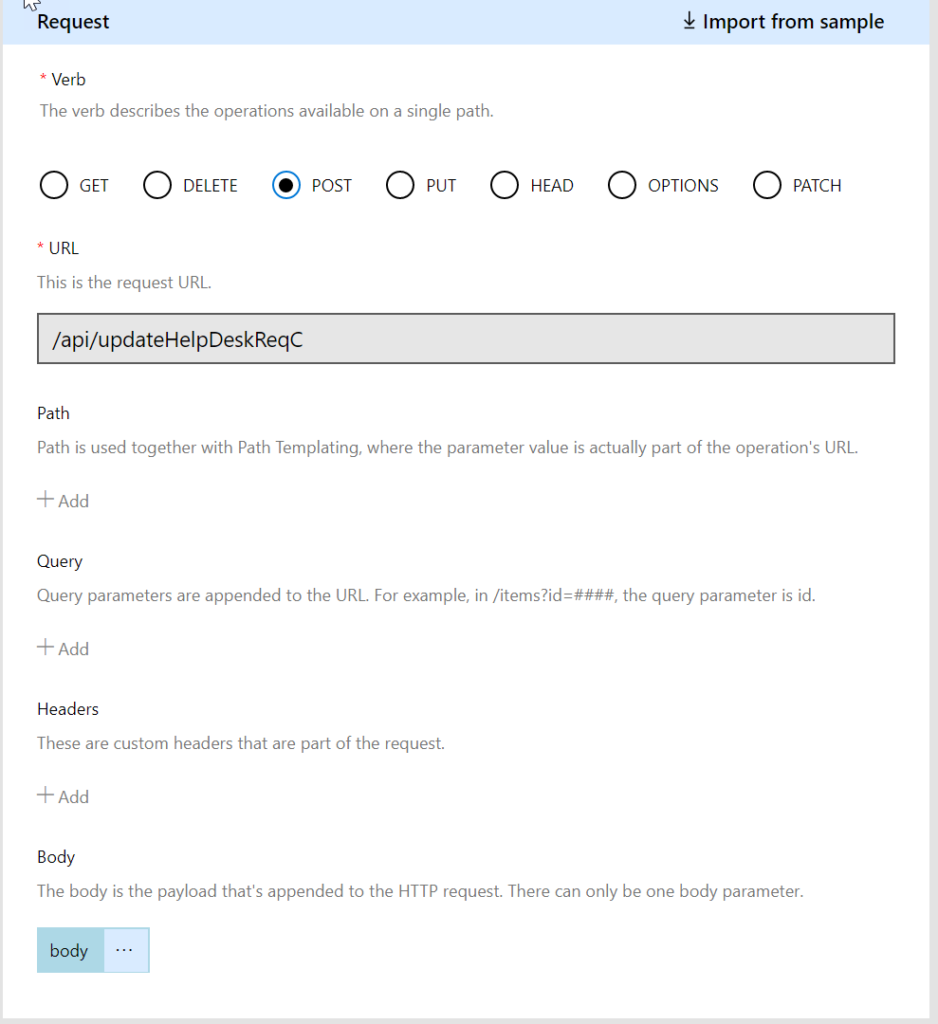 Request
Import from sample
* Verb
The verb describes the operations available on a single path.
GET DELETE POST PUT HEAD OPTIONS PATCH
* URL
This is the request URL.
/api/updateHelpDeskReqC
Path
Path is used together with Path Templating, where the parameter value is actually part of the operation's URL.
+ Add
Query
Query parameters are appended to the URL. For example, in /items?id=####, the query parameter is id.
+ Add
Headers
These are custom headers that are part of the request.
+ Add
Body
The body is the payload that's appended to the HTTP request. There can only be one body parameter.
body ...